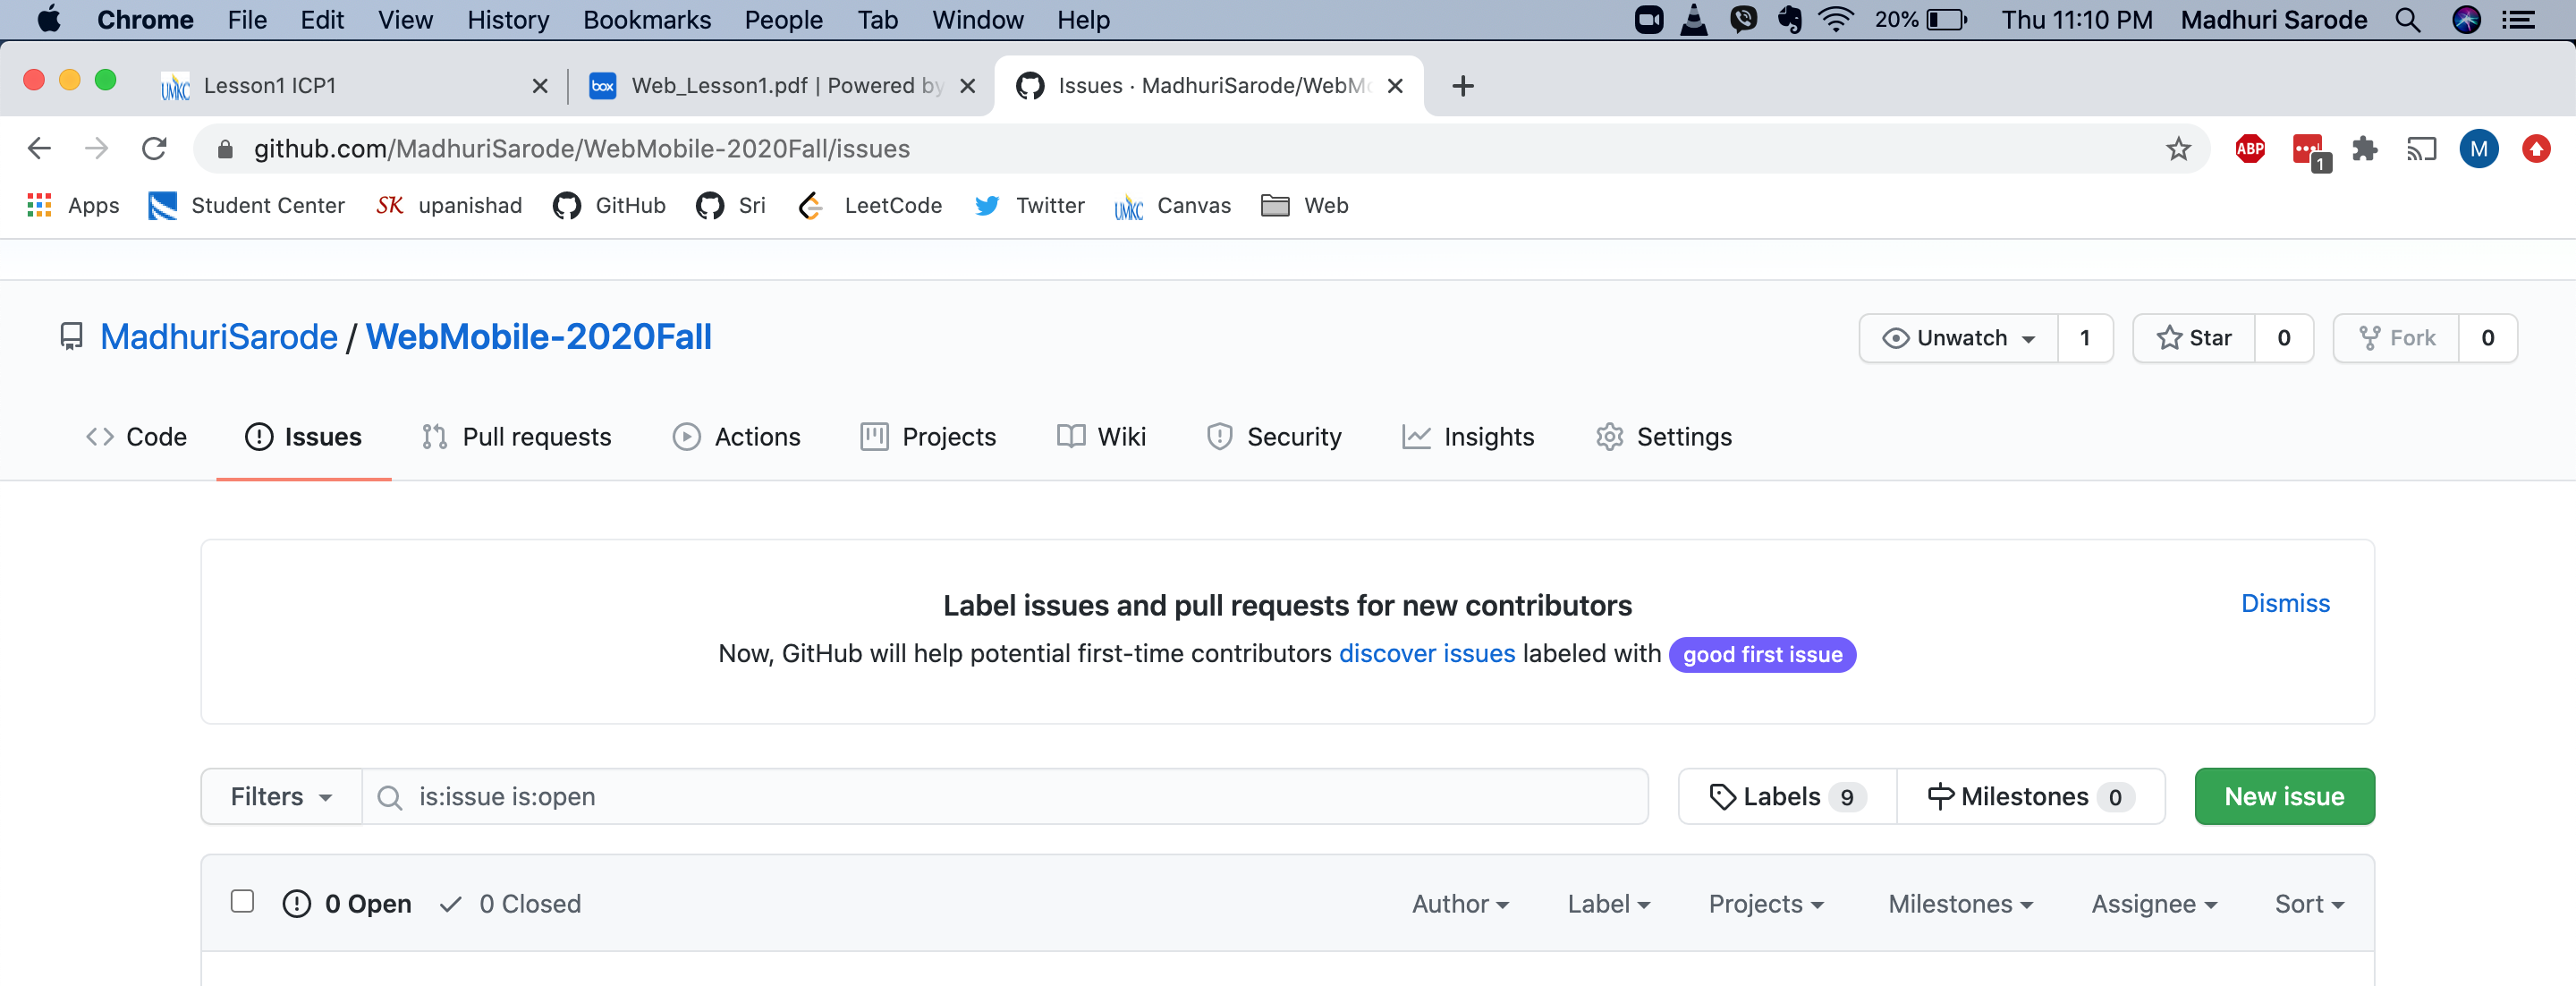 Chrome File Edit View History Bookmarks People Tab Window Help 20% Thu 11:10 PM Madhuri Sarode
UMKC Lesson1 ICP1 box Web_Lesson1.pdf | Powered by Issues · MadhuriSarode/WebMo
github.com/MadhuriSarode/WebMobile-2020Fall/issues ABP 1 M
Apps Student Center SK upanishad GitHub Sri LeetCode Twitter UMKC Canvas Web
MadhuriSarode / WebMobile-2020Fall Unwatch 1 Star 0 Fork 0
Code Issues Pull requests Actions Projects Wiki Security Insights Settings
Label issues and pull requests for new contributors Dismiss
Now, GitHub will help potential first-time contributors discover issues labeled with good first issue
Filters is:issue is:open Labels 9 Milestones 0 New issue
0 Open 0 Closed Author Label Projects Milestones Assignee Sort